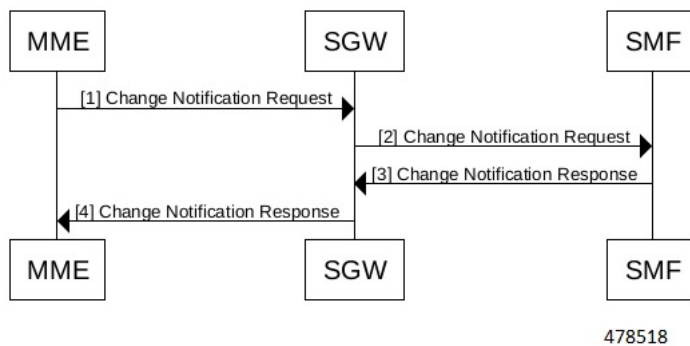 MME SGW SMF
[1] Change Notification Request
[2] Change Notification Request
[3] Change Notification Response
[4] Change Notification Response
MME SGW SMF
478518